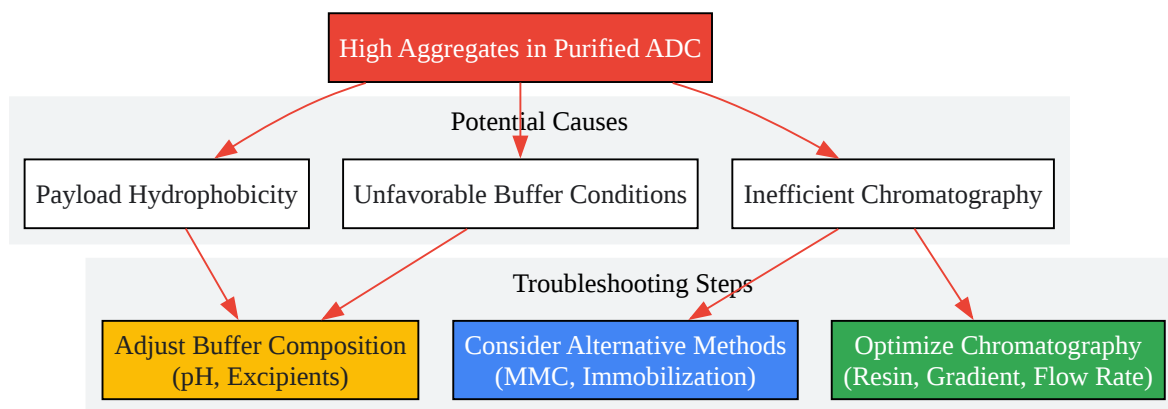 High Aggregates in Purified ADC
Potential Causes
Payload Hydrophobicity
Unfavorable Buffer Conditions
Inefficient Chromatography
Troubleshooting Steps
Adjust Buffer Composition
(pH, Excipients)
Consider Alternative Methods
(MMC, Immobilization)
Optimize Chromatography
(Resin, Gradient, Flow Rate)